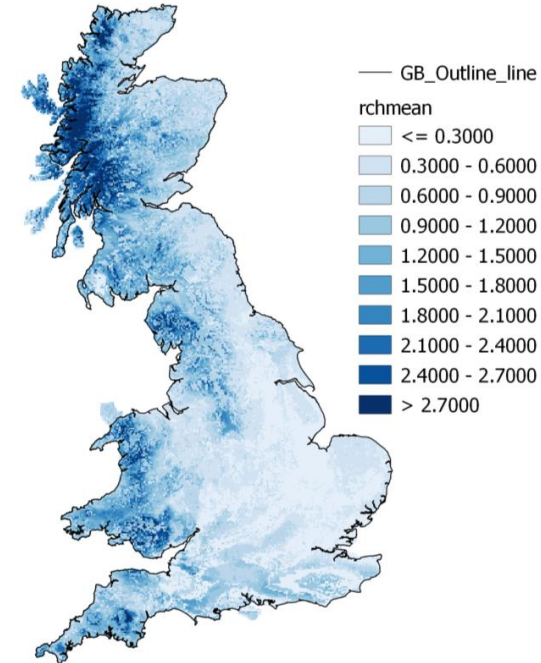 GB_Outline_line
rchmean
<= 0.3000
0.3000 - 0.6000
0.6000 - 0.9000
0.9000 - 1.2000
1.2000 - 1.5000
1.5000 - 1.8000
1.8000 - 2.1000
2.1000 - 2.4000
2.4000 - 2.7000
> 2.7000